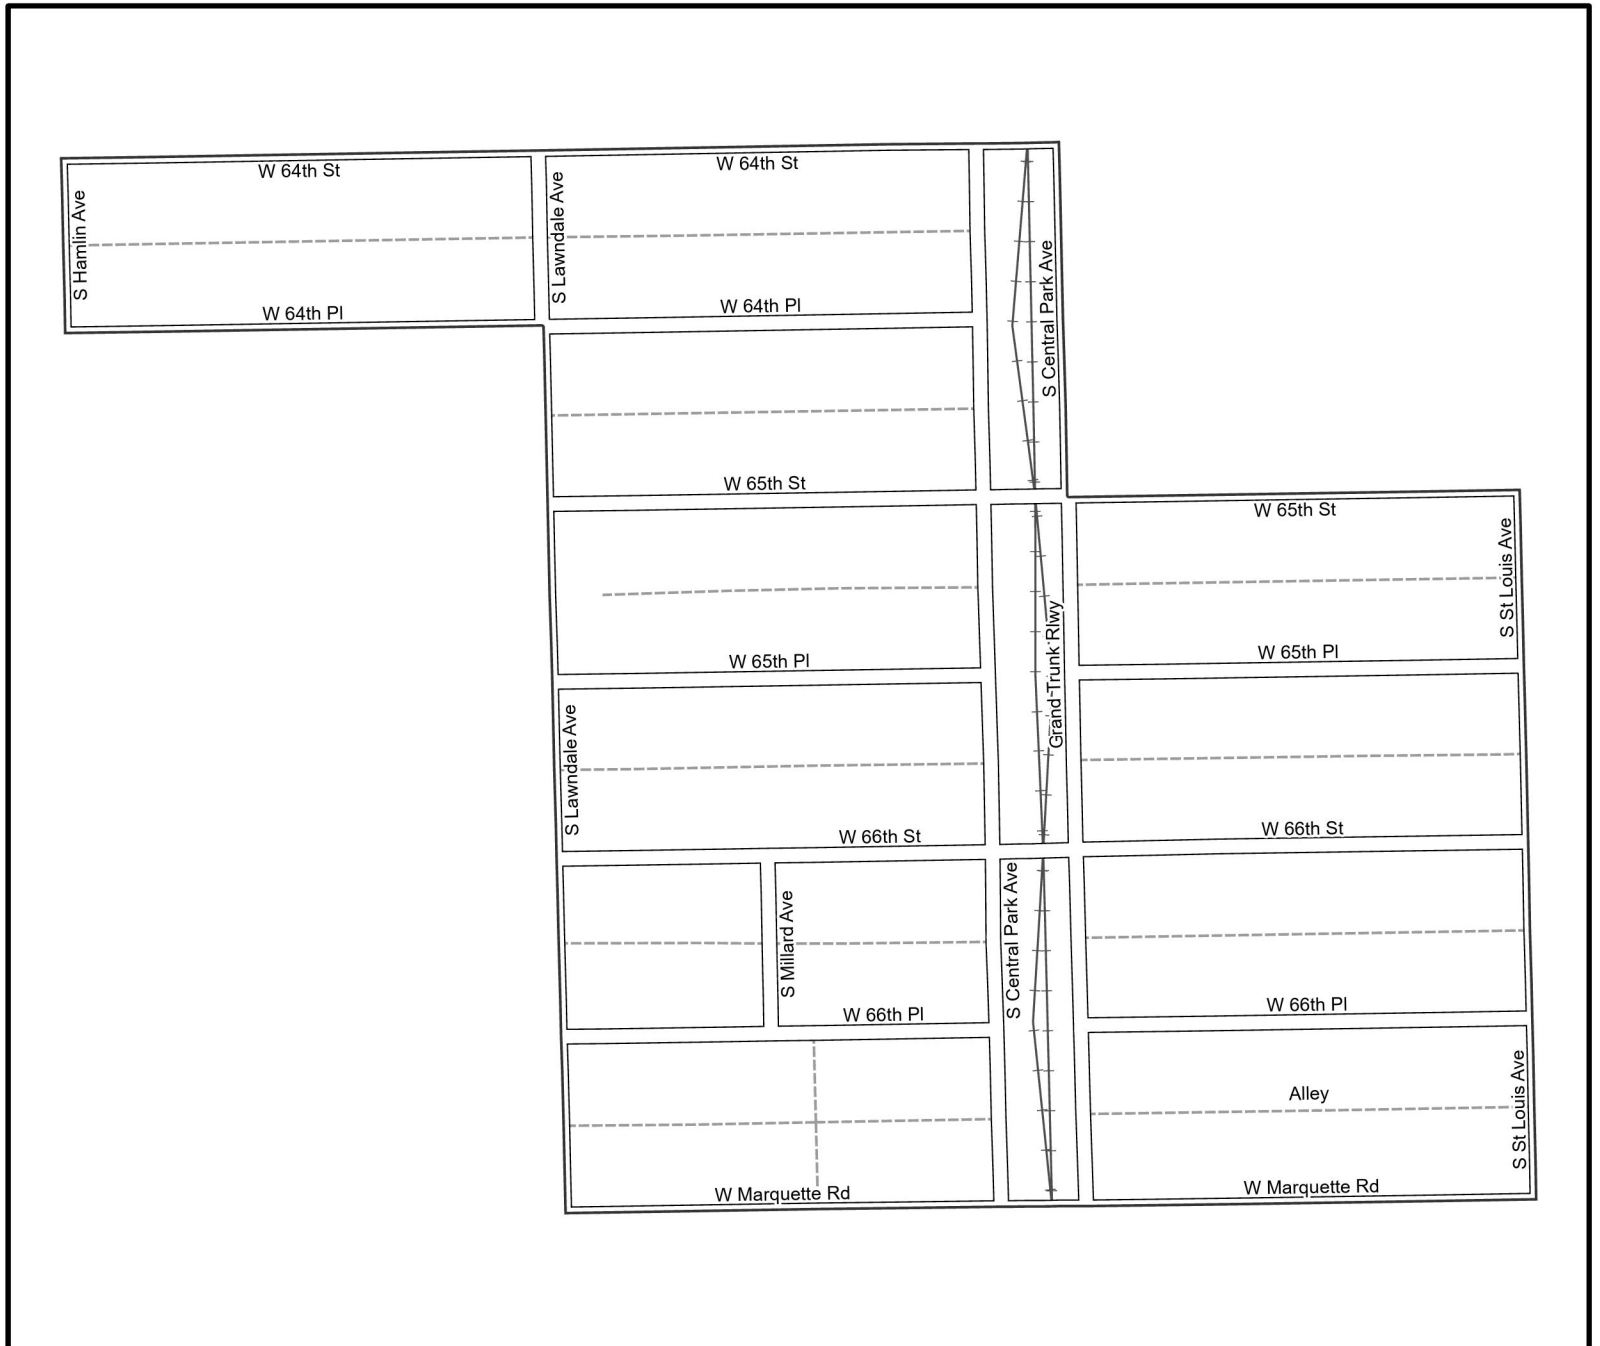 W 64th St
W 64th St
S Hamlin Ave
S Lawndale Ave
S Central Park Ave
W 64th Pl
W 64th Pl
W 65th St
W 65th St
S St Louis Ave
Grand Trunk Rlwy
W 65th Pl
W 65th Pl
S Lawndale Ave
W 66th St
W 66th St
S Millard Ave
S Central Park Ave
W 66th Pl
W 66th Pl
Alley
S St Louis Ave
W Marquette Rd
W Marquette Rd